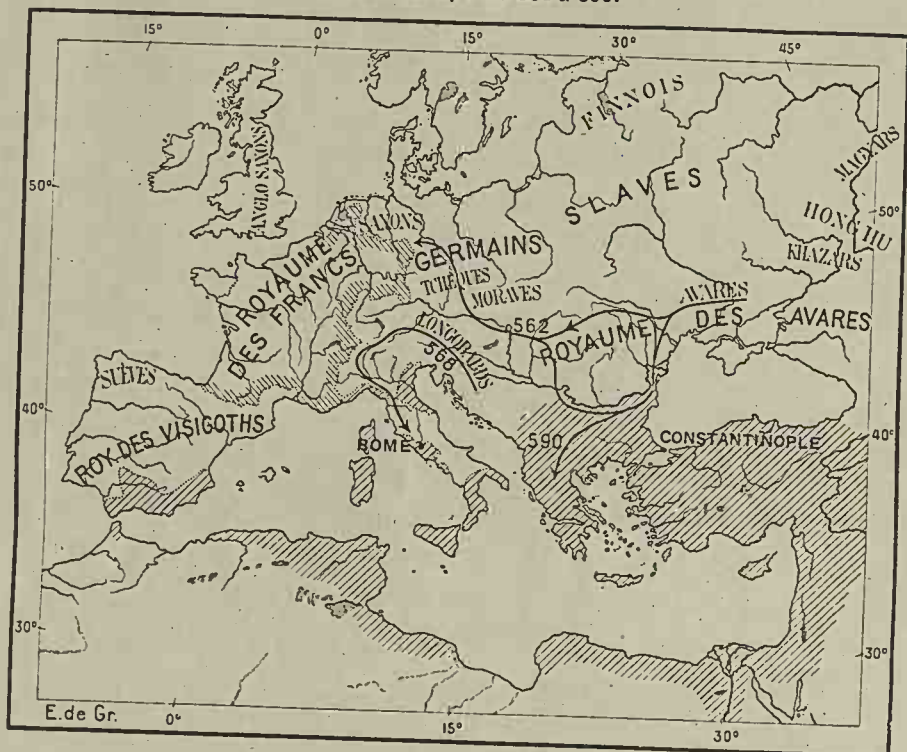 15° 0° 15° 30° 45°
FINNOIS
MAGYARS
ANGLO SAXONS
50°
SLAVES
50°
HONG HU
SAXONS
KHAZARS
ROYAUME
DES FRANCS
GERMAINS
TCHÈQUES
MORAVES
AVARES
562
ROYAUME
DES
AVARES
LONGOBARDS
568
SUÈVES
40°
590
CONSTANTINOPLE
40°
ROY. DES VISIGOTHS
ROME
30°
30°
E. de Gr.
0°
15°
30°